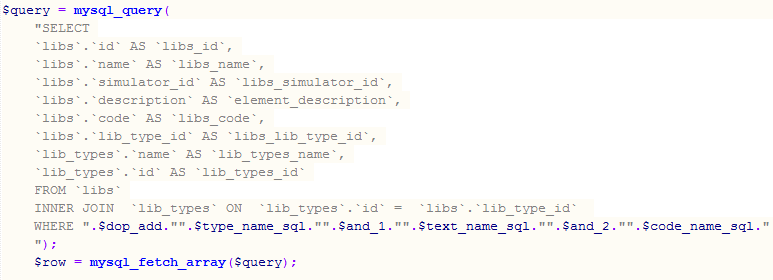 $query = mysql_query(
"SELECT
`libs`.`id` AS `libs_id`,
`libs`.`name` AS `libs_name`,
`libs`.`simulator_id` AS `libs_simulator_id`,
`libs`.`description` AS `element_description`,
`libs`.`code` AS `libs_code`,
`libs`.`lib_type_id` AS `libs_lib_type_id`,
`lib_types`.`name` AS `lib_types_name`,
`lib_types`.`id` AS `lib_types_id`
FROM `libs`
INNER JOIN  `lib_types` ON  `lib_types`.`id` =  `libs`.`lib_type_id`
WHERE ".$dop_add."".$type_name_sql."".$and_1."".$text_name_sql."".$and_2."".$code_name_sql."
");
$row = mysql_fetch_array($query);